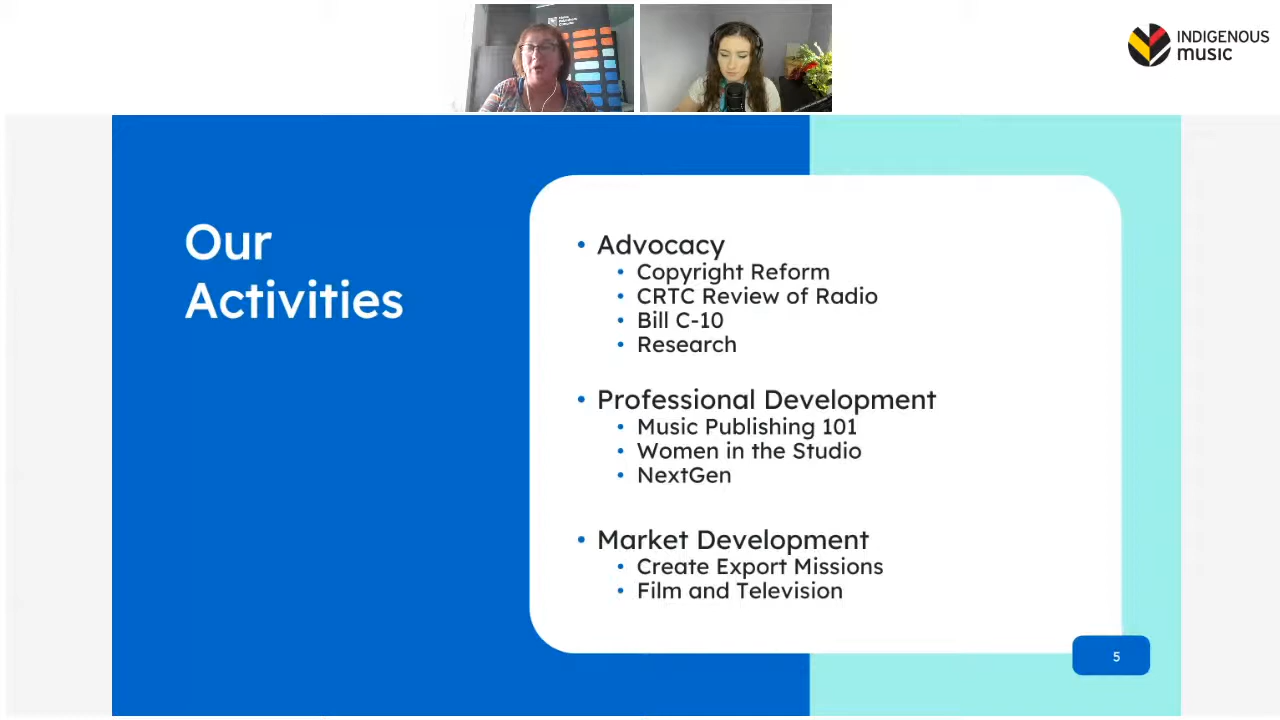 INDIGENOUS
MUSIC
Our
Activities
• Advocacy
• Copyright Reform
• CRTC Review of Radio
• Bill C-10
• Research
• Professional Development
• Music Publishing 101
• Women in the Studio
• NextGen
• Market Development
• Create Export Missions
• Film and Television
5